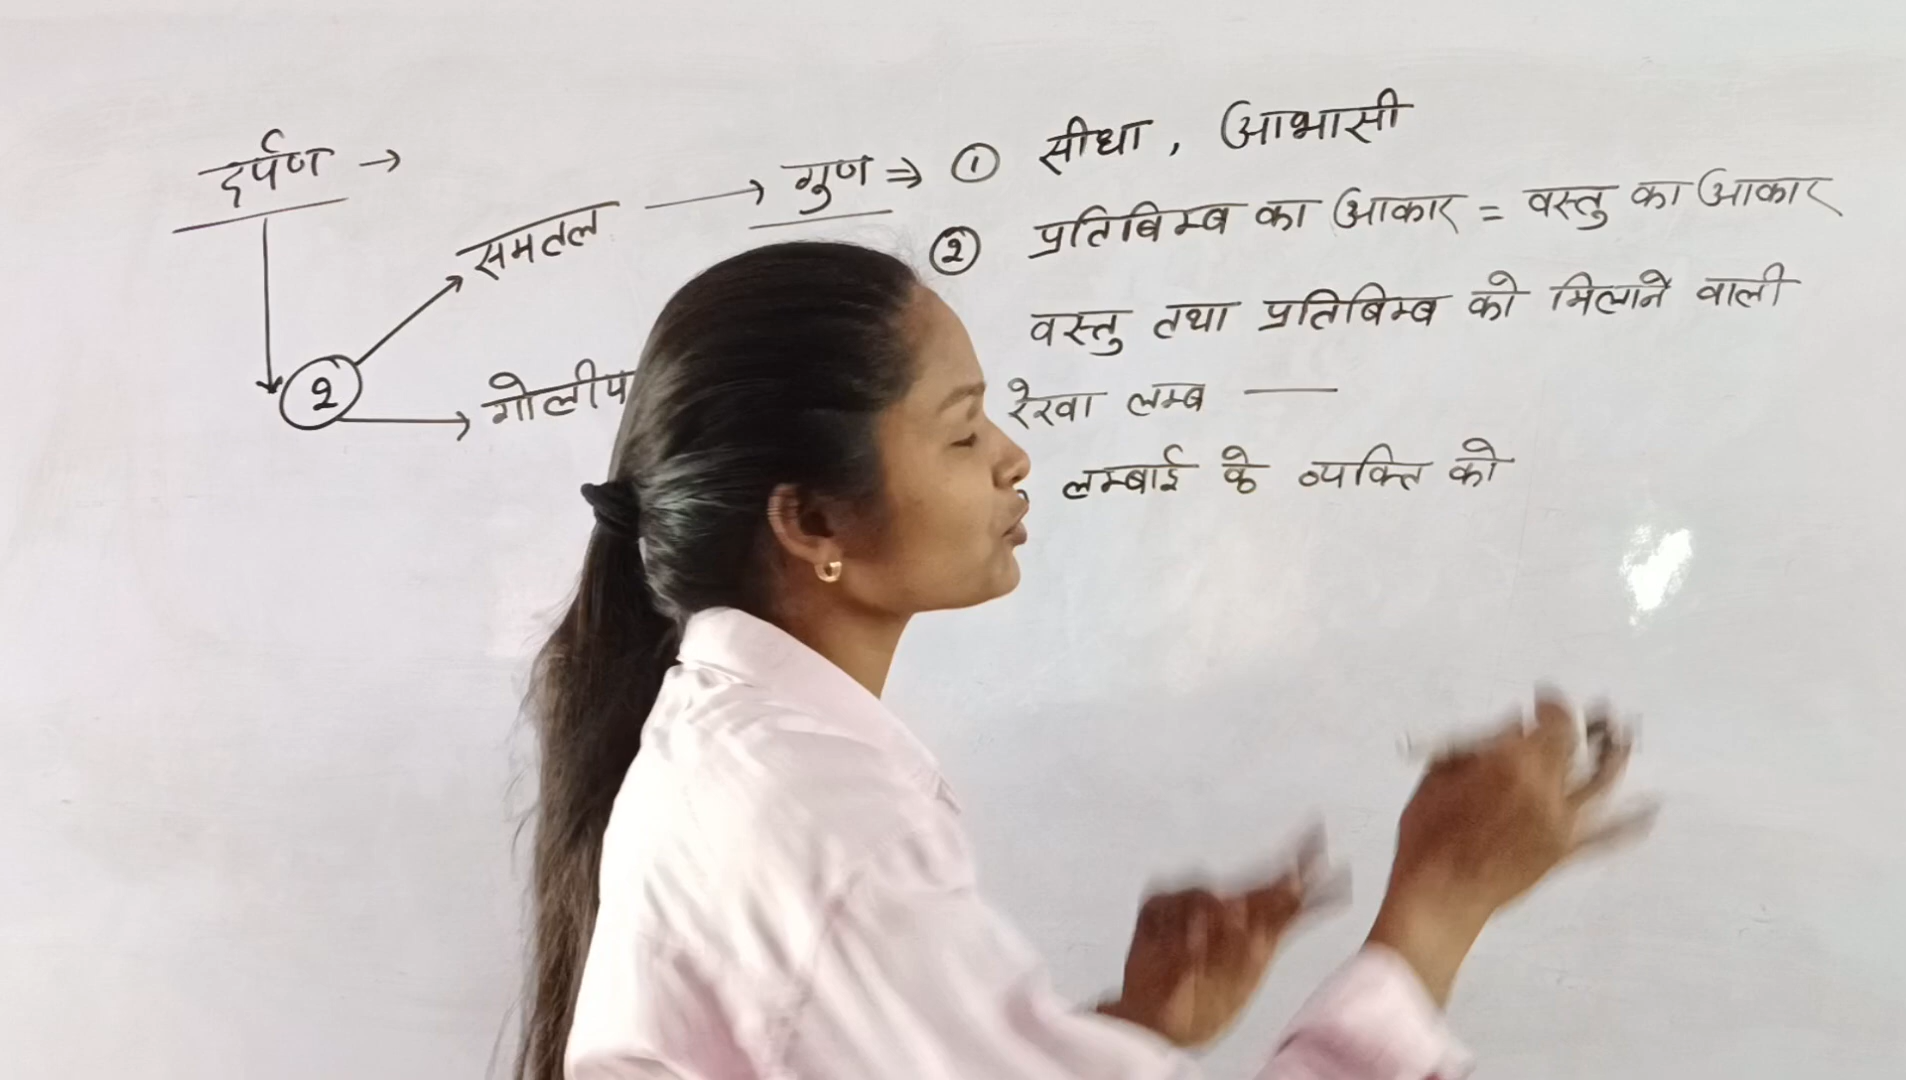 दर्पण →
समतल → गुण ⇒ ① सीधा, आभासी
② प्रतिबिम्ब का आकार = वस्तु का आकार
वस्तु तथा प्रतिबिम्ब को मिलाने वाली
रेखा लम्ब —
② → गोलीय
लम्बाई के व्यक्ति को